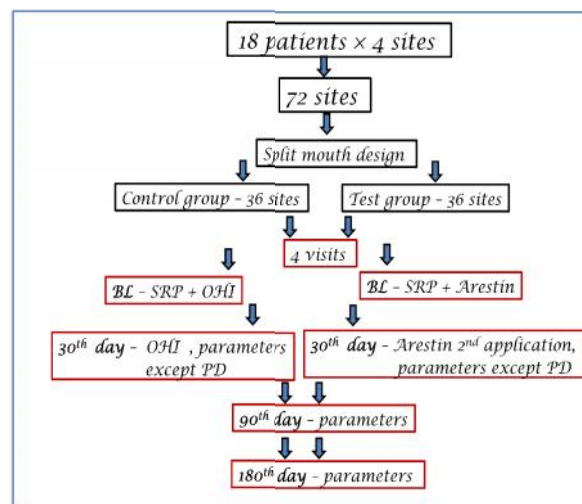 18 patients × 4 sites
72 sites
Split mouth design
Control group - 36 sites
Test group - 36 sites
4 visits
BL - SRP + OHI
BL - SRP + Arestin
30th day - OHI , parameters
except PD
30th day - Arestin 2nd application,
parameters except PD
90th day - parameters
180th day - parameters